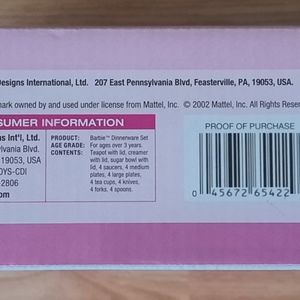 Designs International, Ltd. 207 East Pennsylvania Blvd, Feasterville, PA, 19053, USA.
mark owned by and used under license from Mattel, Inc. © 2002 Mattel, Inc. All Rights Reser
SUMER INFORMATION
ns Int'l, Ltd.
sylvania Blvd.
19053, USA
OYS-CDI
-2806
om
PRODUCT: Barbie™ Dinnerware Set
AGE GRADE: For ages over 3 years.
CONTENTS: Teapot with lid, creamer
with lid, sugar bowl with
lid, 4 saucers, 4 medium
plates, 4 large plates,
4 tea cups, 4 knives,
4 forks, 4 spoons.
PROOF OF PURCHASE
0 45672 65422